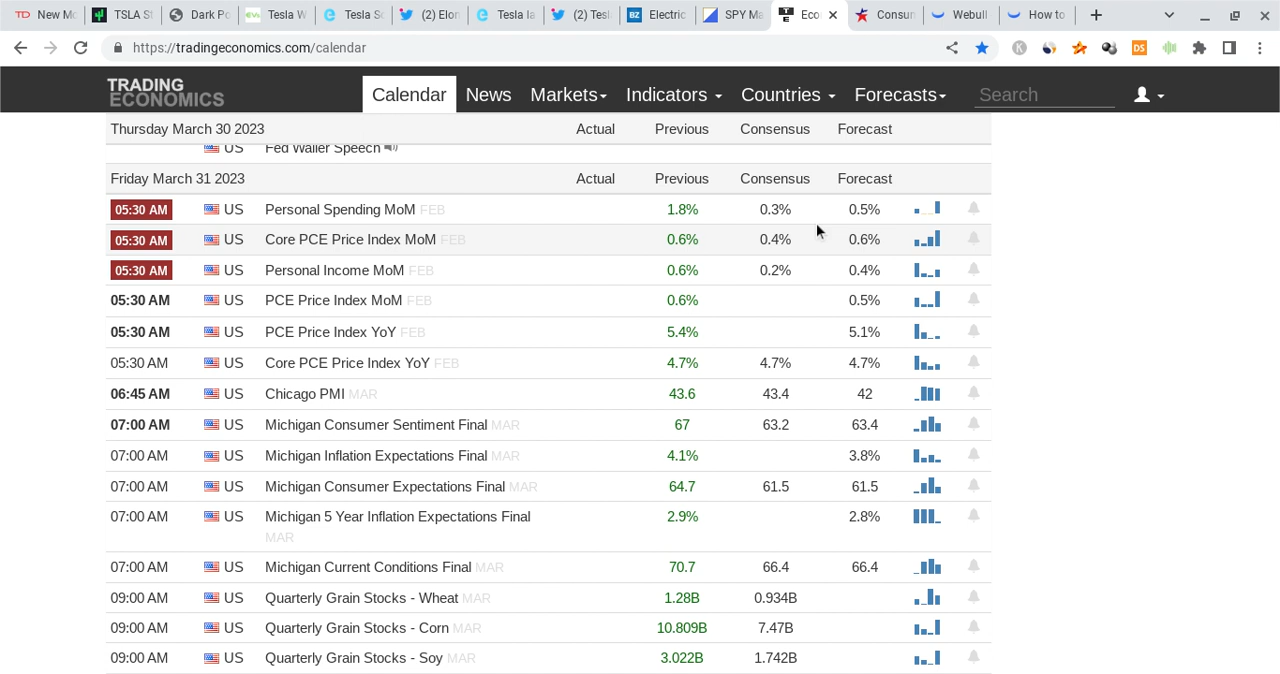 New Mo TSLA St Dark Po Tesla W Tesla Se (2) Elon Tesla la (2) Tesl Electric SPY Ma Eco Consun Webull How to
https://tradingeconomics.com/calendar
TRADING ECONOMICS Calendar News Markets Indicators Countries Forecasts Search
Thursday March 30 2023 Actual Previous Consensus Forecast
US Fed Waller Speech
Friday March 31 2023 Actual Previous Consensus Forecast
05:30 AM US Personal Spending MoM FEB 1.8% 0.3% 0.5%
05:30 AM US Core PCE Price Index MoM FEB 0.6% 0.4% 0.6%
05:30 AM US Personal Income MoM FEB 0.6% 0.2% 0.4%
05:30 AM US PCE Price Index MoM FEB 0.6% 0.5%
05:30 AM US PCE Price Index YoY FEB 5.4% 5.1%
05:30 AM US Core PCE Price Index YoY FEB 4.7% 4.7% 4.7%
06:45 AM US Chicago PMI MAR 43.6 43.4 42
07:00 AM US Michigan Consumer Sentiment Final MAR 67 63.2 63.4
07:00 AM US Michigan Inflation Expectations Final MAR 4.1% 3.8%
07:00 AM US Michigan Consumer Expectations Final MAR 64.7 61.5 61.5
07:00 AM US Michigan 5 Year Inflation Expectations Final 2.9% 2.8%
MAR
07:00 AM US Michigan Current Conditions Final MAR 70.7 66.4 66.4
09:00 AM US Quarterly Grain Stocks - Wheat MAR 1.28B 0.934B
09:00 AM US Quarterly Grain Stocks - Corn MAR 10.809B 7.47B
09:00 AM US Quarterly Grain Stocks - Soy MAR 3.022B 1.742B